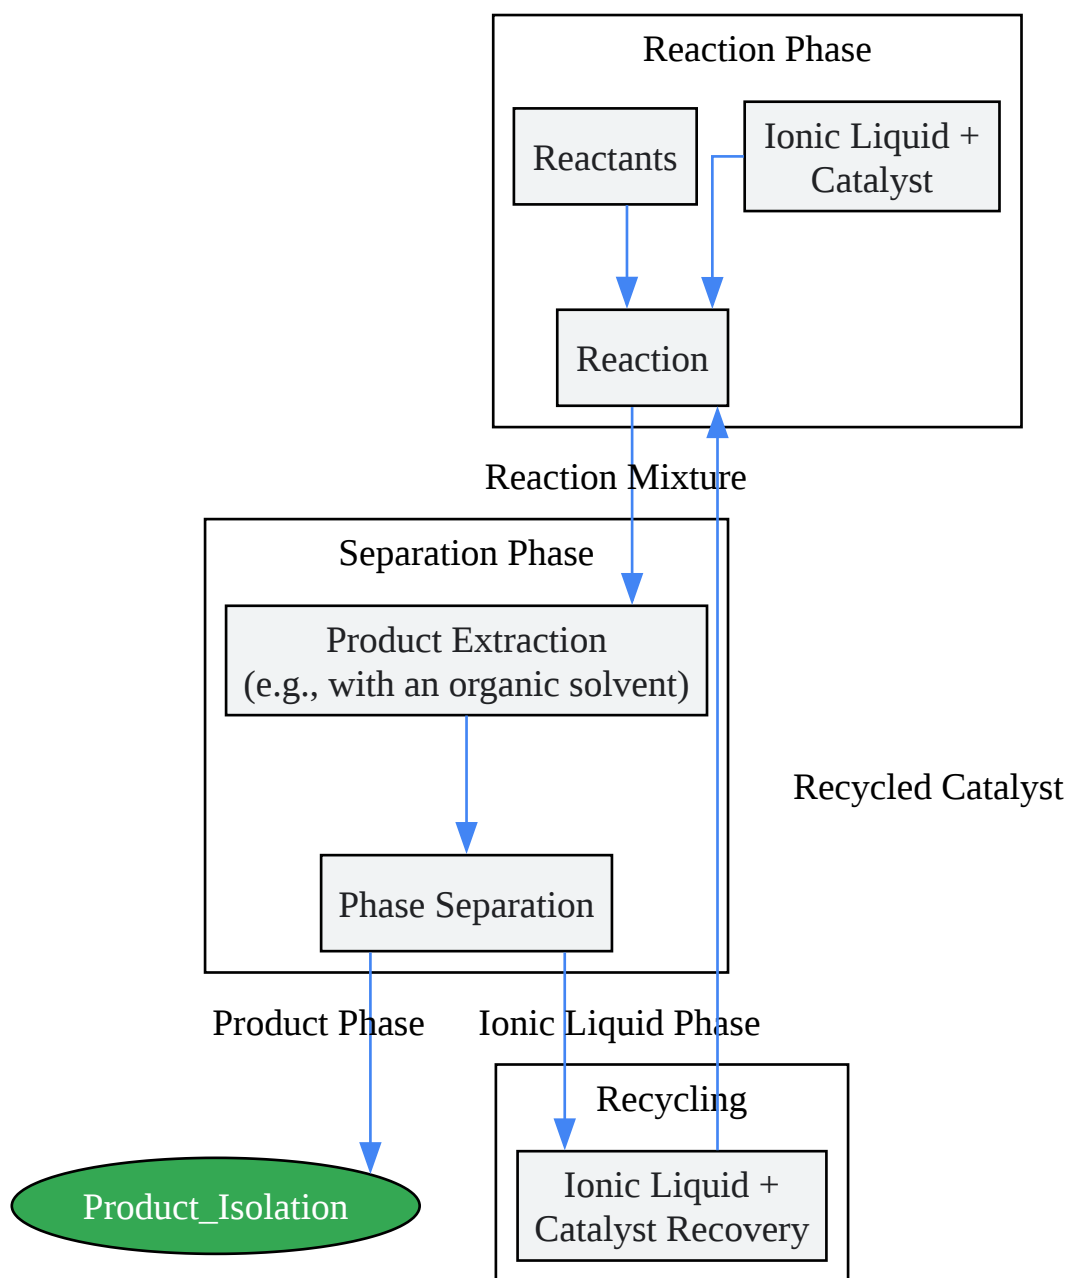 Reaction Phase
Reactants
Ionic Liquid +
Catalyst
Reaction
Reaction Mixture
Separation Phase
Product Extraction
(e.g., with an organic solvent)
Recycled Catalyst
Phase Separation
Product Phase
Ionic Liquid Phase
Recycling
Product_Isolation
Ionic Liquid +
Catalyst Recovery